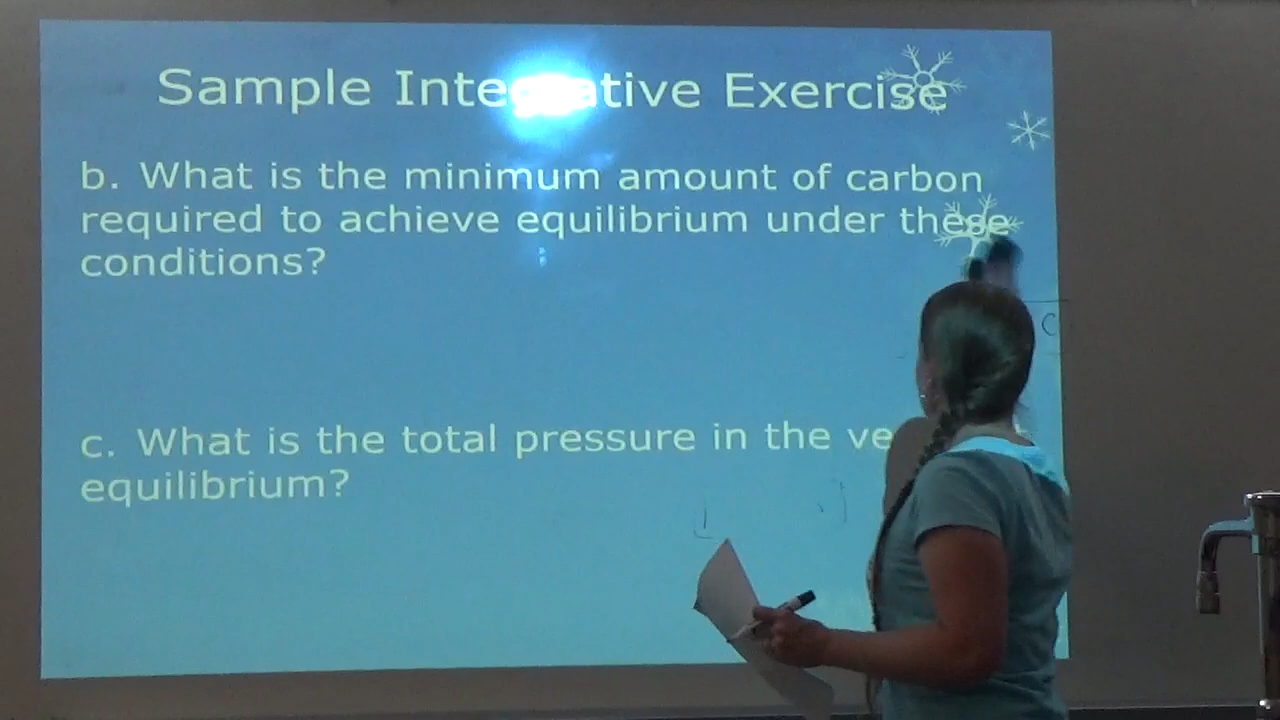 Sample Integrative Exercise
b. What is the minimum amount of carbon
required to achieve equilibrium under these
conditions?
c. What is the total pressure in the
equilibrium?
C